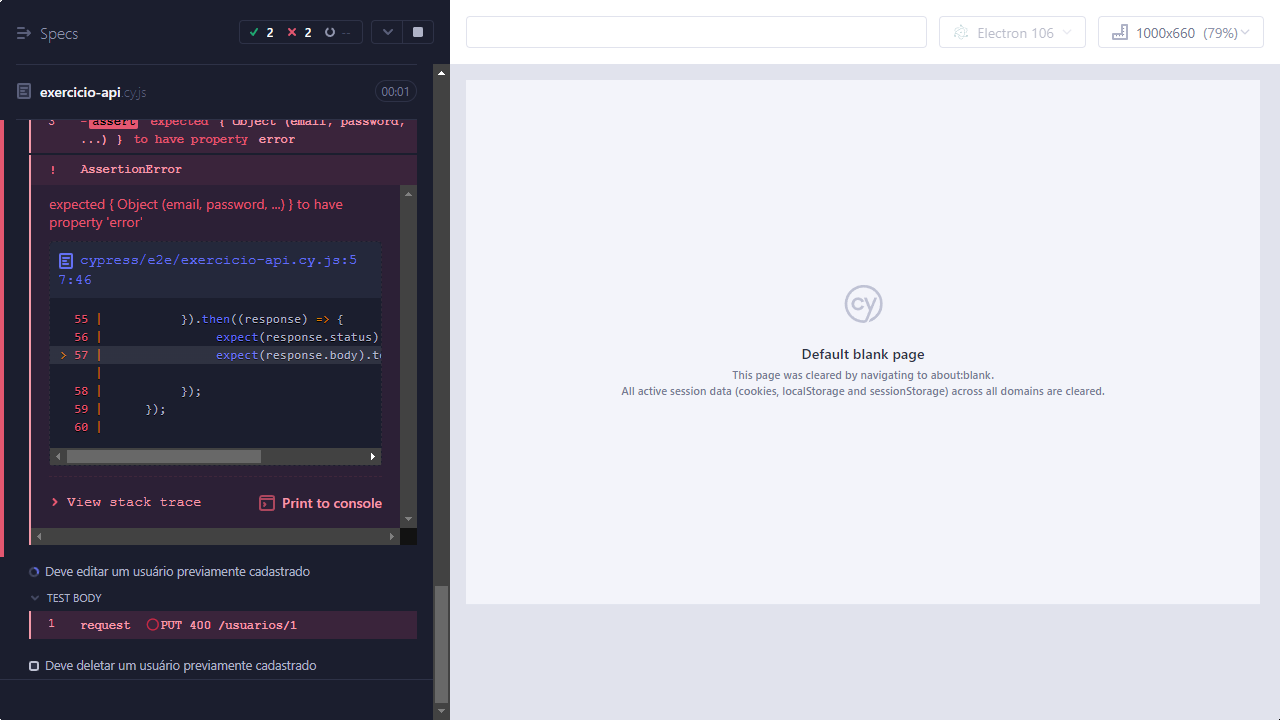 Specs
2
2
--
Electron 106
1000x660 (79%)
exercicio-api.cy.js
00:01
3 -assert expected { Object (email, password,
...) } to have property error
! AssertionError
expected { Object (email, password, ...) } to have
property 'error'
cypress/e2e/exercicio-api.cy.js:5
7:46
55 | }).then((response) => {
56 | expect(response.status)
> 57 | expect(response.body).to
|
58 | });
59 | });
60 |
View stack trace
Print to console
Deve editar um usuário previamente cadastrado
TEST BODY
1 request PUT 400 /usuarios/1
Deve deletar um usuário previamente cadastrado
cy
Default blank page
This page was cleared by navigating to about:blank.
All active session data (cookies, localStorage and sessionStorage) across all domains are cleared.